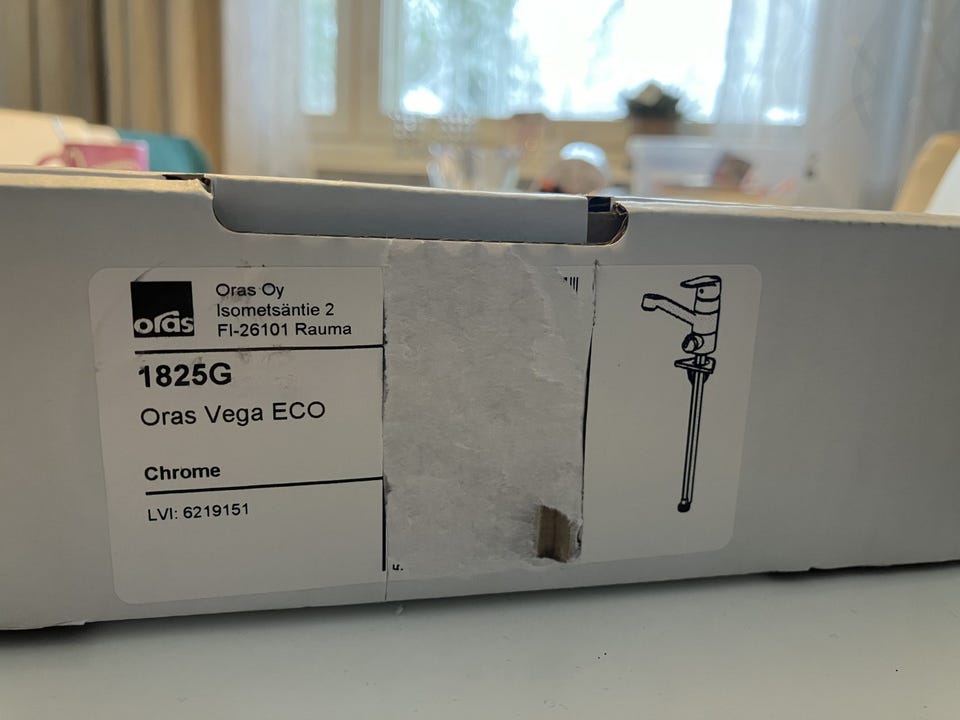 oras
Oras Oy
Isometsäntie 2
FI-26101 Rauma
1825G
Oras Vega ECO
Chrome
LVI: 6219151